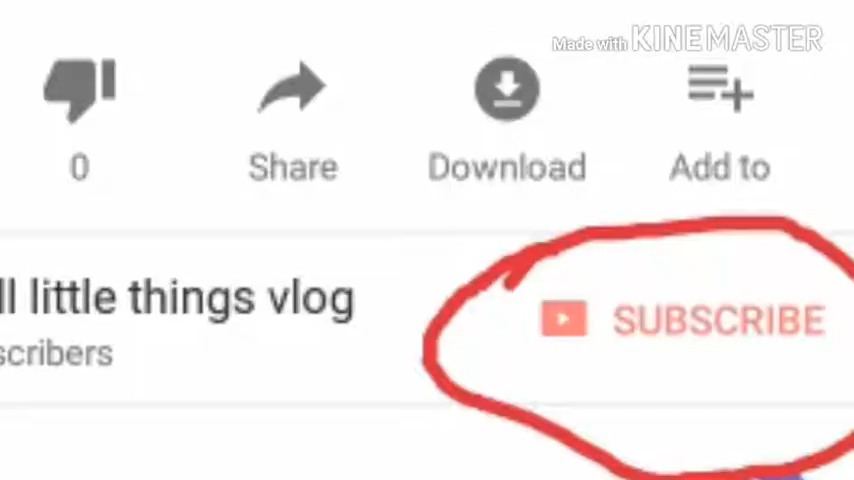 Made with KINEMASTER
0
Share
Download
Add to
ll little things vlog
SUBSCRIBE
scribers